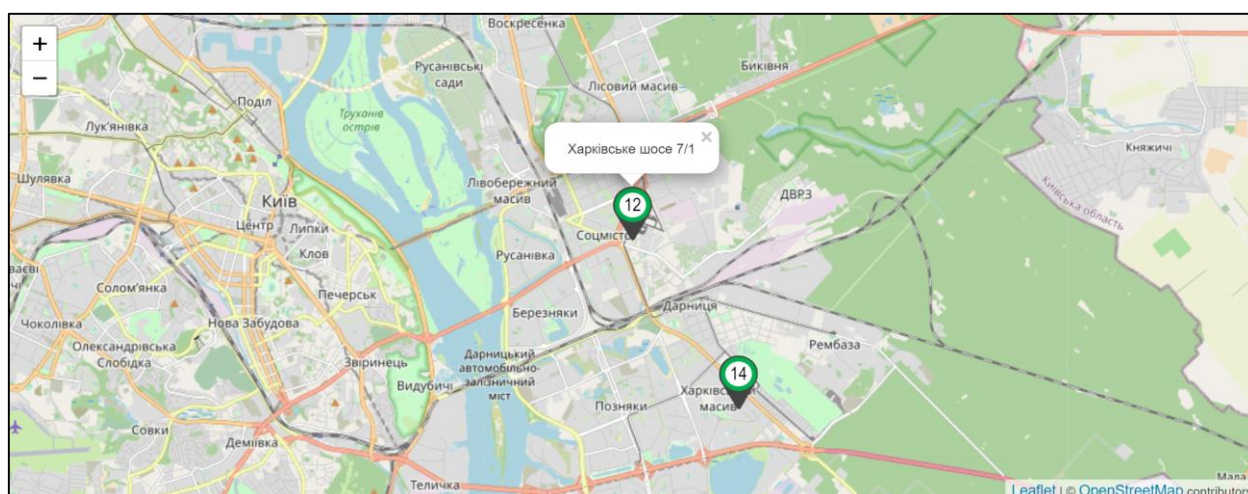 +
−
Воскресенка
Русанівські
сади
Биківня
Лісовий масив
Поділ
Труханів
острів
Лук'янівка
×
Харківське шосе 7/1
Княжичі
Шулявка
Лівобережний
масив
ДВРЗ
Київ
12
Київська область
Центр
Липки
Соцмісто
Клов
Русанівка
Солом'янка
Печерськ
Дарниця
Чоколівка
Нова Забудова
Березняки
Рембаза
Олександрівська
Слобідка
Звіринець
Дарницький
автомобільно-
залізничний
міст
14
Видубичі
Харківський
масив
Позняки
Совки
Деміївка
Теличка
Leaflet | © OpenStreetMap contributors